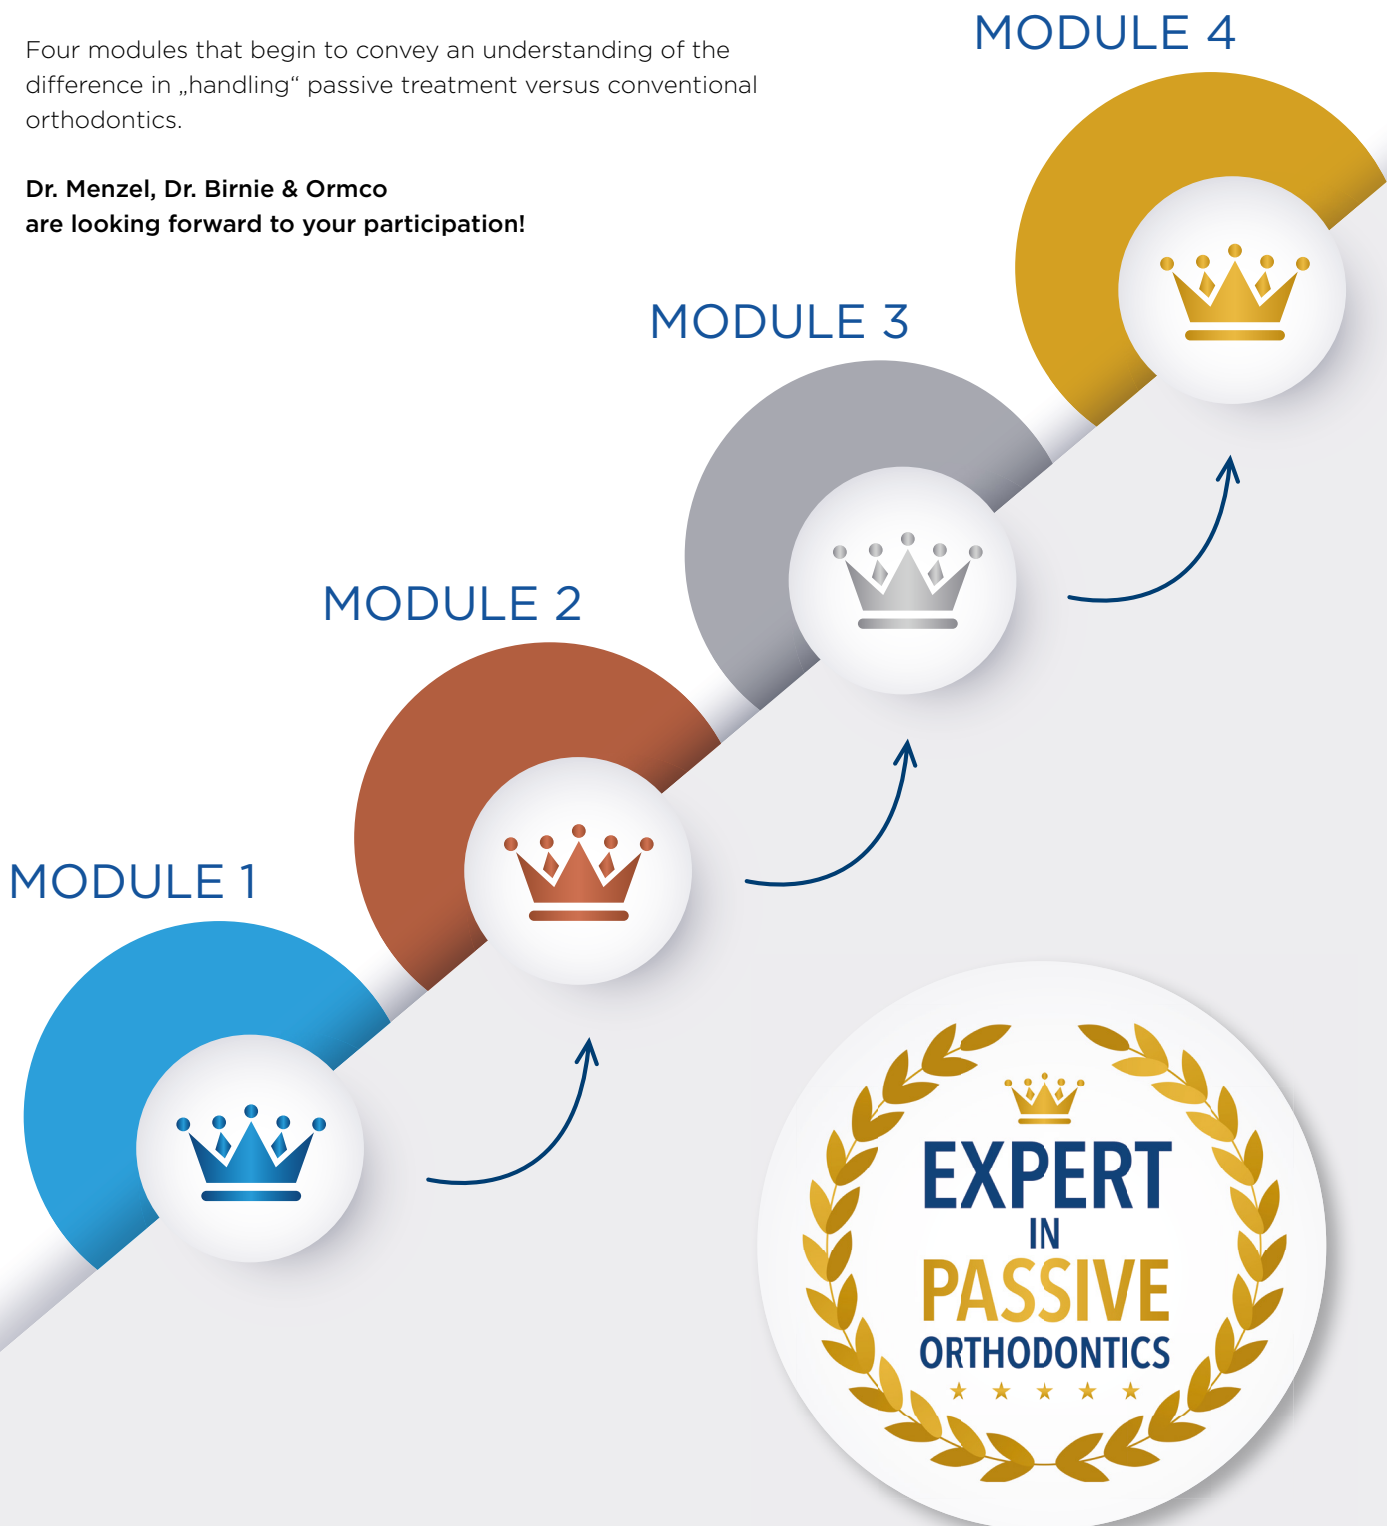 Four modules that begin to convey an understanding of the
difference in „handling“ passive treatment versus conventional
orthodontics.
Dr. Menzel, Dr. Birnie & Ormco
are looking forward to your participation!
MODULE 4
MODULE 3
MODULE 2
MODULE 1
EXPERT
IN
PASSIVE
ORTHODONTICS